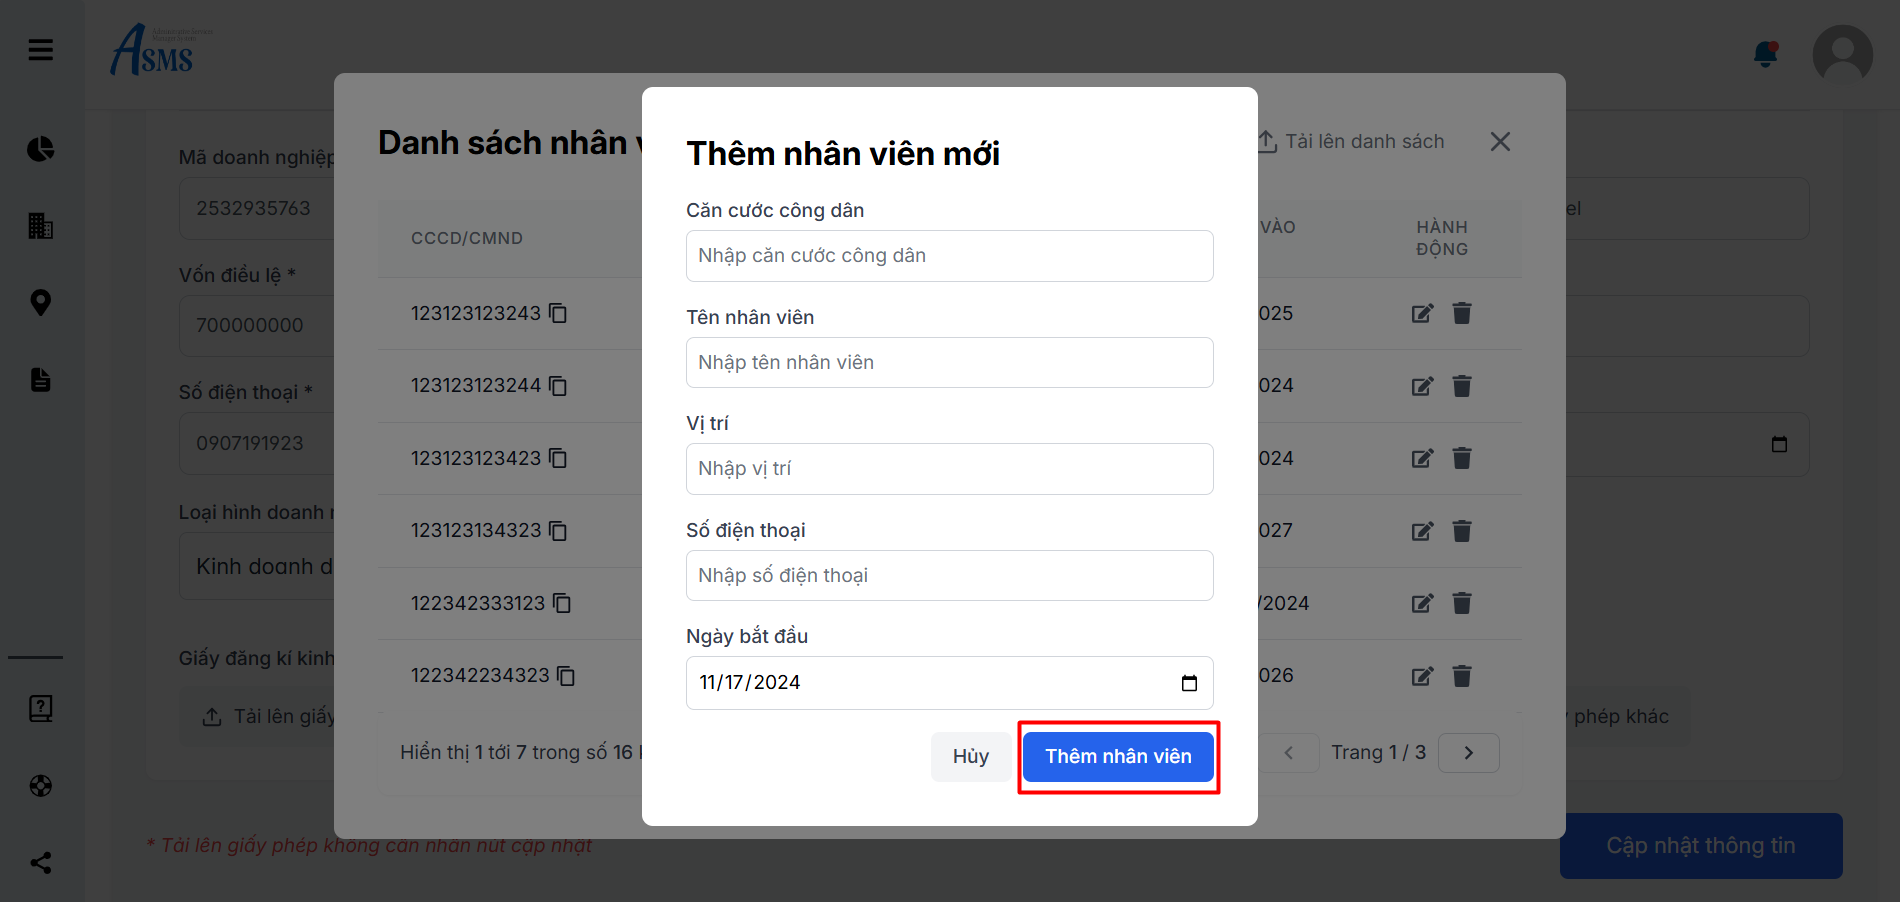 ASMS
Mã doanh nghiệp
2532935763
Vốn điều lệ *
700000000
Số điện thoại *
0907191923
Loại hình doanh
Kinh doanh
Giấy đăng kí kinh
Tải lên giấy
phép khác
* Tải lên giấy phép không cần nhấn nút cập nhật
Cập nhật thông tin
Danh sách nhân
Tải lên danh sách
CCCD/CMND
VÀO
HÀNH
ĐỘNG
123123123243
025
123123123244
024
123123123423
024
123123134323
027
122342333123
/2024
122342234323
026
Hiển thị 1 tới 7 trong số 16
Trang 1 / 3
Thêm nhân viên mới
Căn cước công dân
Nhập căn cước công dân
Tên nhân viên
Nhập tên nhân viên
Vị trí
Nhập vị trí
Số điện thoại
Nhập số điện thoại
Ngày bắt đầu
11/17/2024
Hủy
Thêm nhân viên